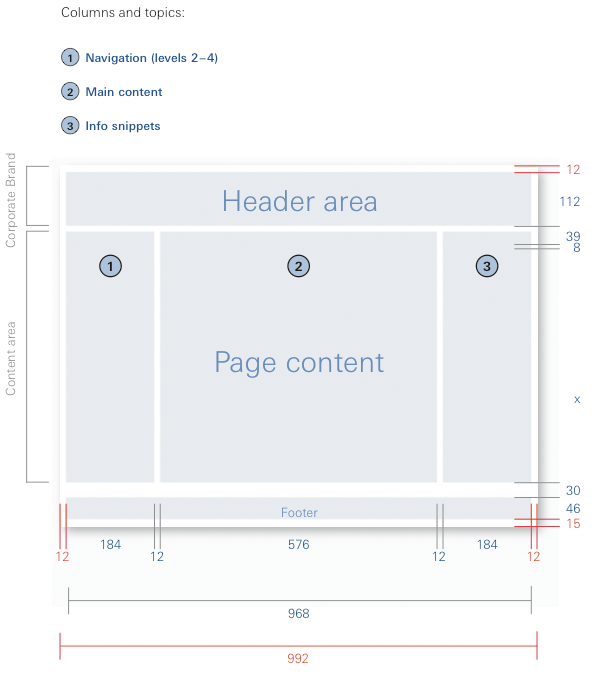 Columns and topics:
1 Navigation (levels 2–4)
2 Main content
3 Info snippets
Corporate Brand
Header area
12
112
39
8
1
2
3
Content area
Page content
x
30
Footer
46
15
12
184
12
576
12
184
12
968
992